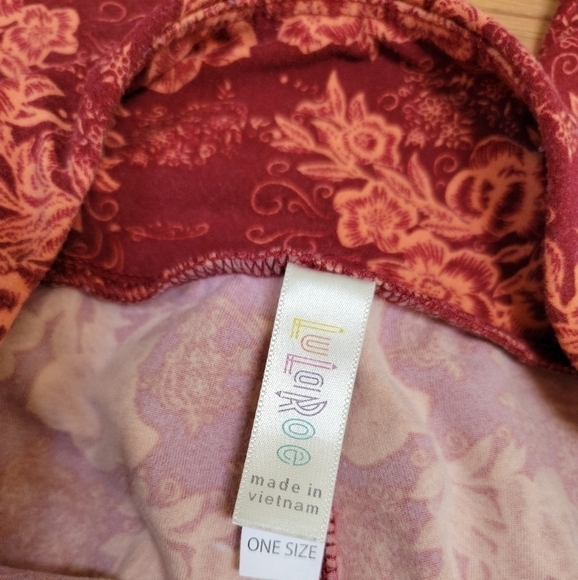 LuLaRoe
made in
vietnam
ONE SIZE